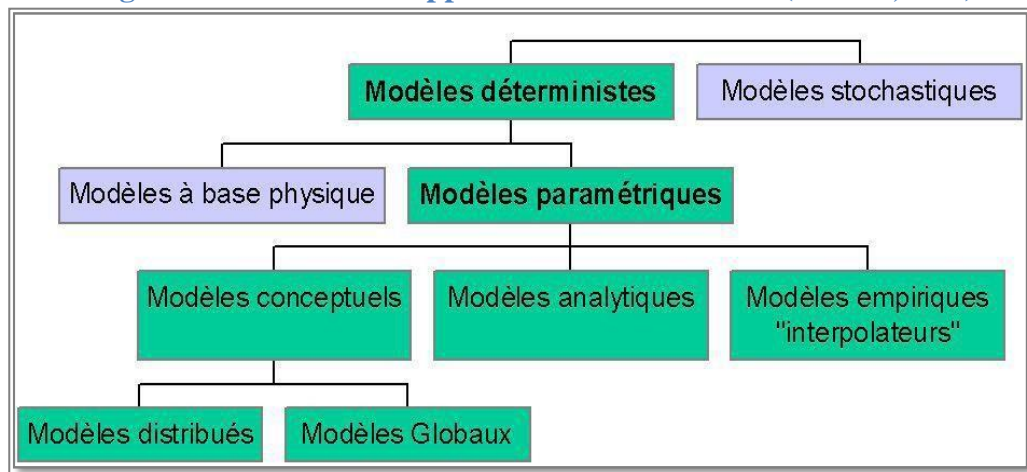 Modèles déterministes
Modèles stochastiques
Modèles à base physique
Modèles paramétriques
Modèles conceptuels
Modèles analytiques
Modèles empiriques
"interpolateurs"
Modèles distribués
Modèles Globaux